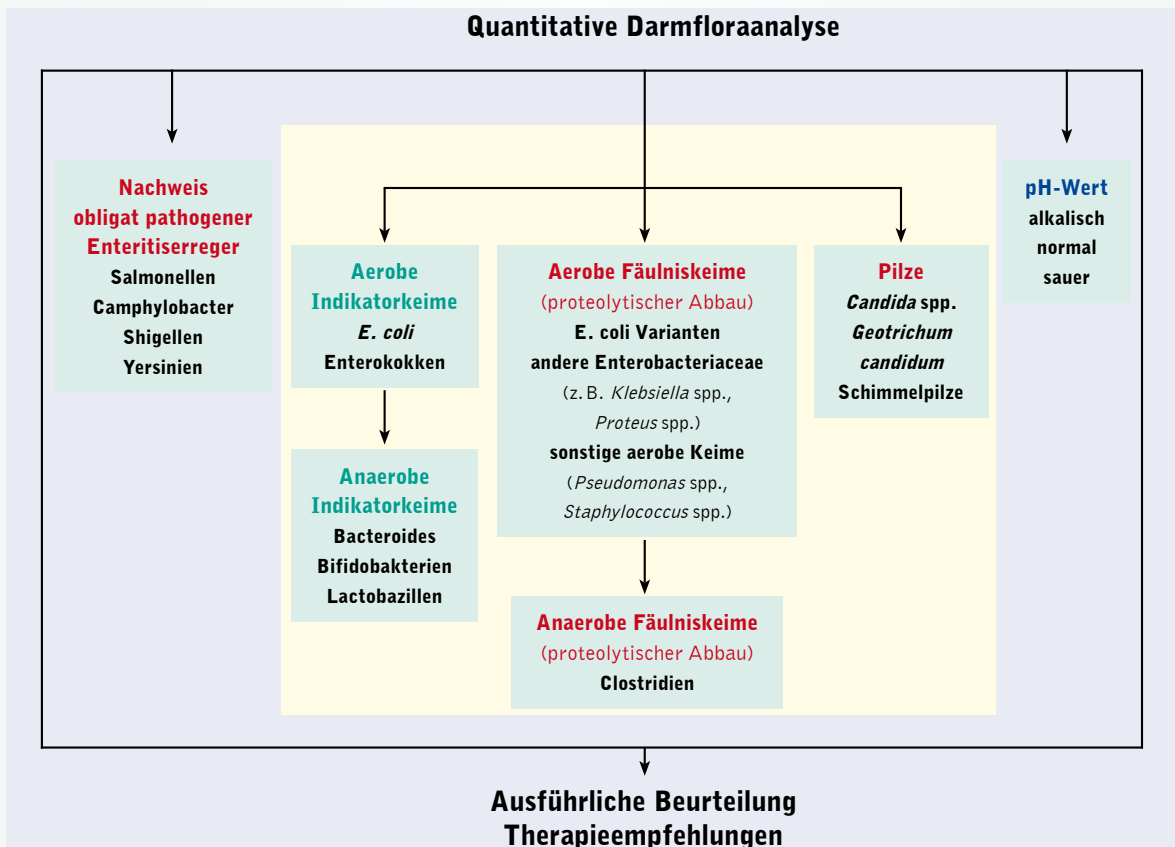 Quantitative Darmfloraanalyse
Nachweis
obligat pathogener
Enteritiserreger
Salmonellen
Camphylobacter
Shigellen
Yersinien
Aerobe
Indikatorkeime
E. coli
Enterokokken
Anaerobe
Indikatorkeime
Bacteroides
Bifidobakterien
Lactobazillen
Aerobe Fäulniskeime
(proteolytischer Abbau)
E. coli Varianten
andere Enterobacteriaceae
(z. B. Klebsiella spp.,
Proteus spp.)
sonstige aerobe Keime
(Pseudomonas spp.,
Staphylococcus spp.)
Anaerobe Fäulniskeime
(proteolytischer Abbau)
Clostridien
Pilze
Candida spp.
Geotrichum
candidum
Schimmelpilze
pH-Wert
alkalisch
normal
sauer
Ausführliche Beurteilung
Therapieempfehlungen